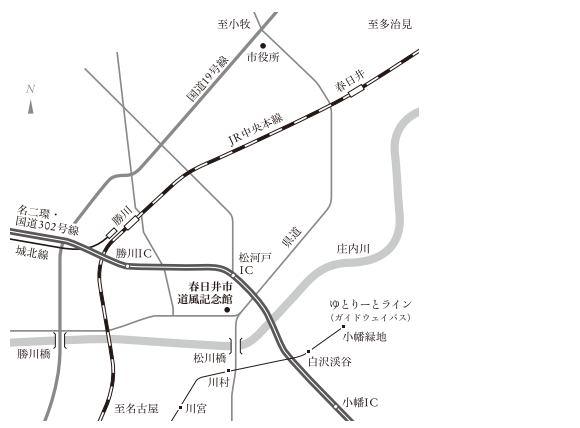 至小牧
至多治見
市役所
国道19号線
春日井
N
JR中央本線
名二環・
国道302号線
勝川
城北線
勝川IC
松河戸
IC
県道
庄内川
春日井市
道風記念館
ゆとりーとライン
(ガイドウェイバス)
小幡緑地
勝川橋
松川橋
白沢渓谷
川村
至名古屋
川宮
小幡IC